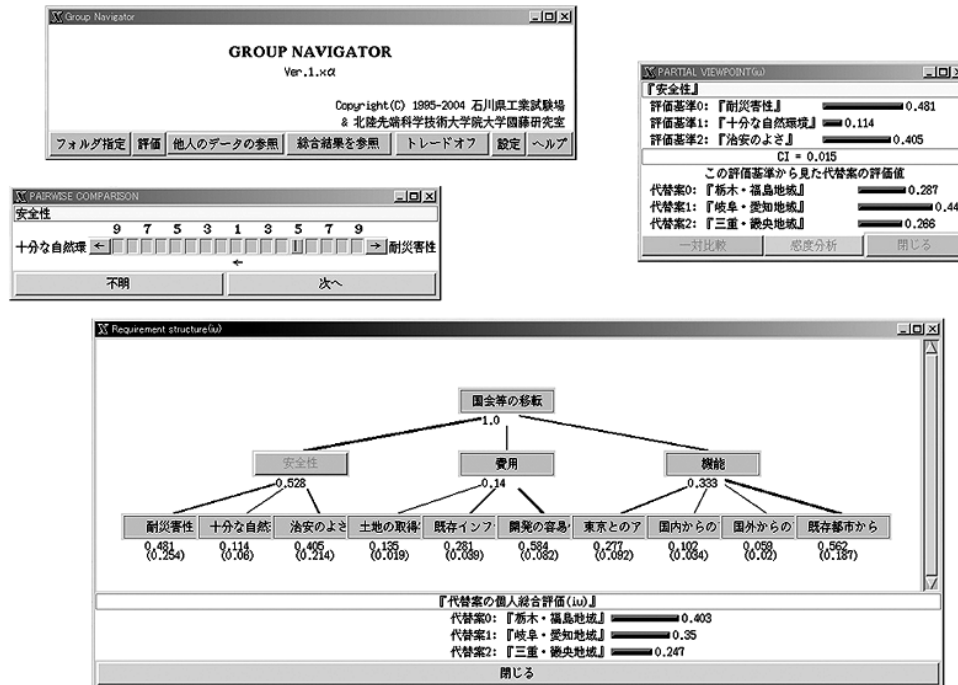 Group Navigator
GROUP NAVIGATOR
Ver.1.xα
Copyright(C) 1995-2004 石川県工業試験場
& 北陸先端科学技術大学院大学國藤研究室
フォルダ指定 評価 他人のデータの参照 総合結果を参照 トレードオフ 設定 ヘルプ
PARTIAL VIEWPOINT(iu)
『安全性』
評価基準0: 『耐災害性』 0.481
評価基準1: 『十分な自然環境』 0.114
評価基準2: 『治安のよさ』 0.405
CI = 0.015
この評価基準から見た代替案の評価値
代替案0: 『栃木・福島地域』 0.287
代替案1: 『岐阜・愛知地域』 0.44
代替案2: 『三重・畿央地域』 0.266
一対比較 感度分析 閉じる
PAIRWISE COMPARISON
安全性
9 7 5 3 1 3 5 7 9
十分な自然環 ← → 耐災害性
←
不明 次へ
Requirement structure(iu)
国会等の移転
1.0
安全性 費用 機能
0.528 0.14 0.333
耐災害性 十分な自然 治安のよさ 土地の取得 既存インフ 開発の容易 東京とのア 国内からの 国外からの 既存都市から
0.481 0.114 0.405 0.135 0.281 0.584 0.277 0.102 0.059 0.562
(0.254) (0.06) (0.214) (0.019) (0.039) (0.082) (0.092) (0.034) (0.02) (0.187)
『代替案の個人総合評価(iu)』
代替案0: 『栃木・福島地域』 0.403
代替案1: 『岐阜・愛知地域』 0.35
代替案2: 『三重・畿央地域』 0.247
閉じる